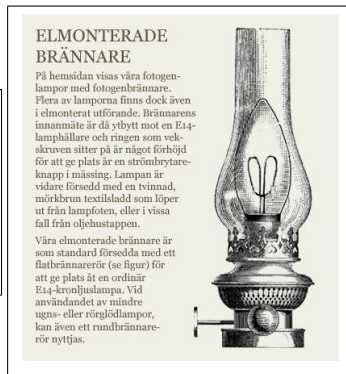 ELMONTERADE
BRÄNNARE
På hemsidan visas våra fotogen-
lampor med fotogenbrännare.
Flera av lamporna finns dock även
i elmonterat utförande. Brännarens
innanmäte är då utbytt mot en E14-
lamphållare och ringen som vek-
skruven sitter på är något förhöjd
för att ge plats år en strömbrytare-
knapp i mässing. Lampan är
vidare försedd med en tvinnad,
mörkbrun textilsladd som löper
ut från lampfoten, eller i vissa
fall från oljehustappen.
Våra elmonterade brännare är
som standard försedda med ett
flatbrännarerör (se figur) för
att ge plats åt en ordinär
E14-kronljuslampa. Vid
användandet av mindre
ugns- eller rörglödlampor,
kan även ett rundbrännare-
rör nyttjas.